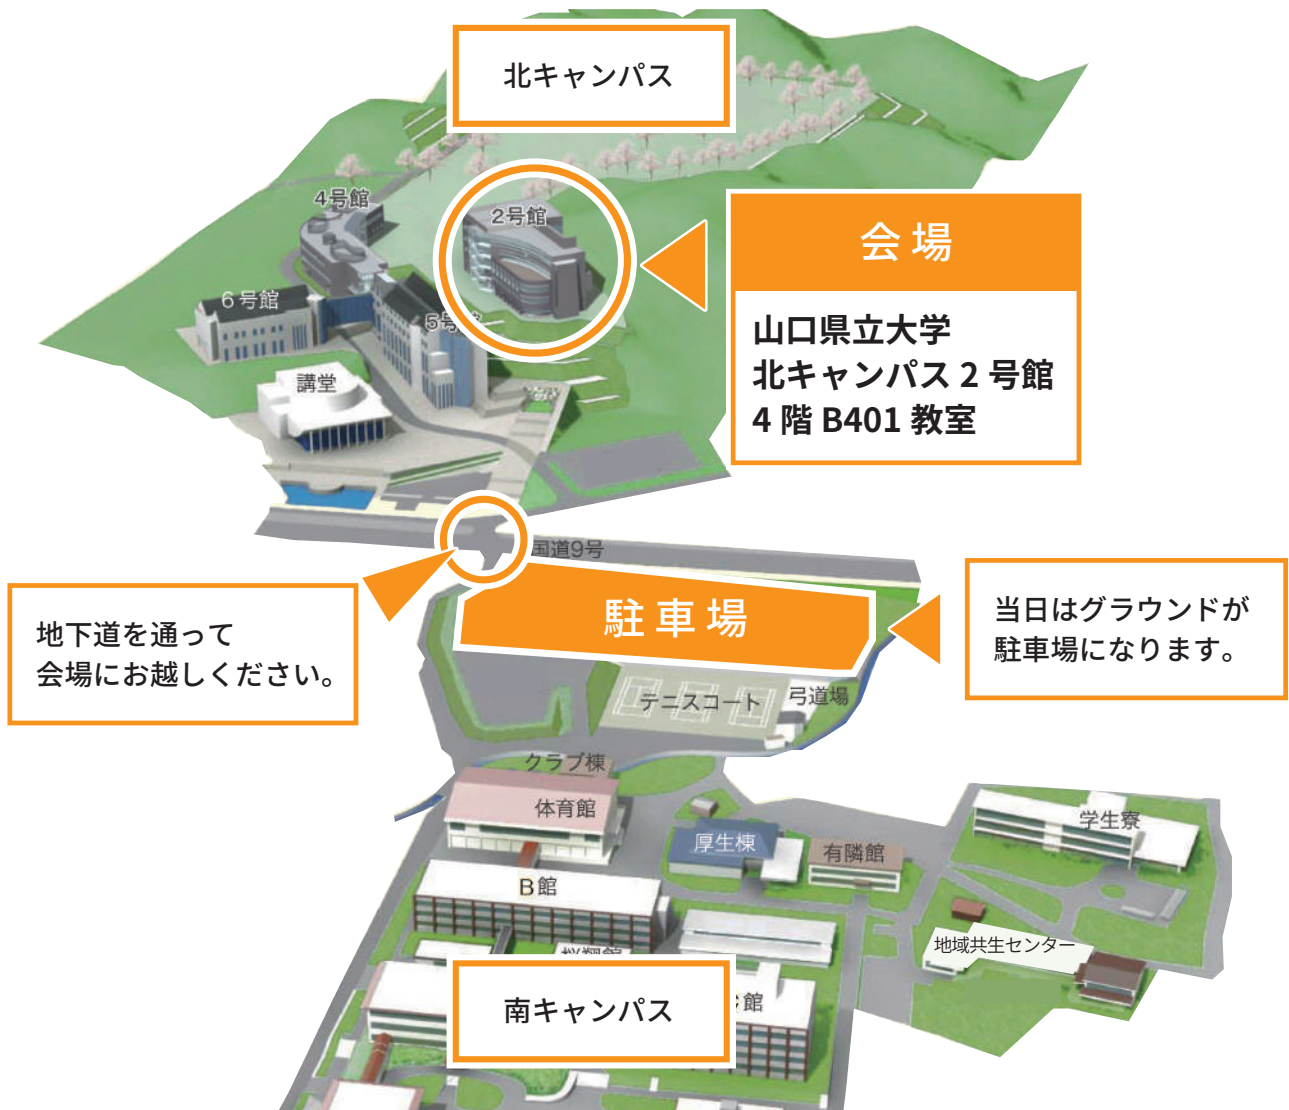 北キャンパス
4号館
2号館
会場
山口県立大学
北キャンパス 2 号館
4 階 B401 教室
6号館
5号
講堂
国道9号
地下道を通って
会場にお越しください。
駐車場
当日はグラウンドが
駐車場になります。
テニスコート
弓道場
クラブ棟
体育館
厚生棟
有隣館
学生寮
B館
地域共生センター
南キャンパス
館